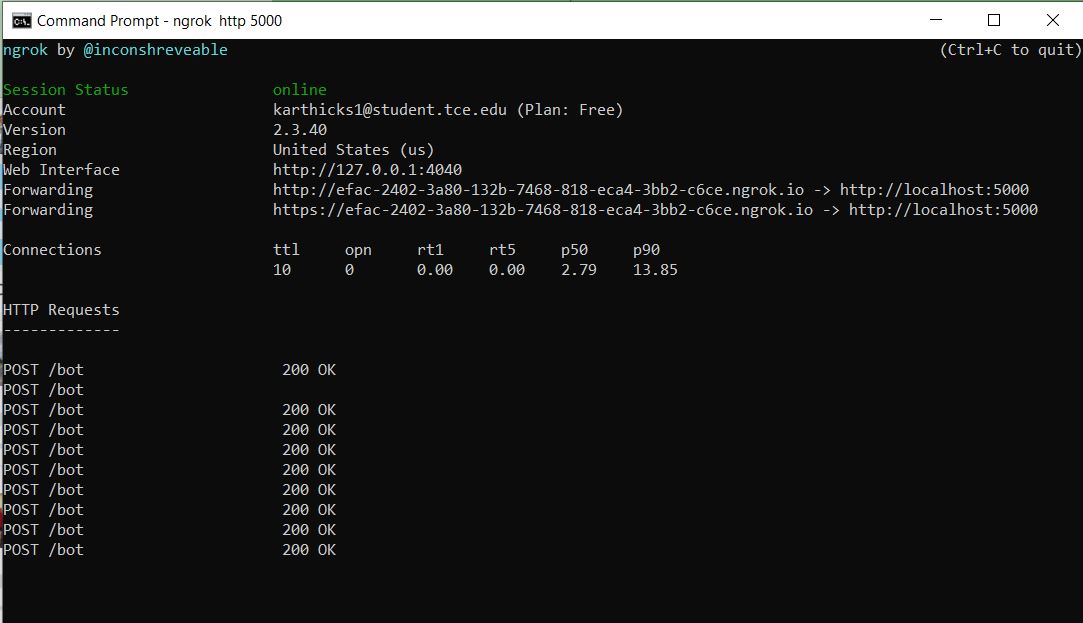 Command Prompt - ngrok http 5000
ngrok by @inconshreveable (Ctrl+C to quit)
Session Status online
Account karthicks1@student.tce.edu (Plan: Free)
Version 2.3.40
Region United States (us)
Web Interface http://127.0.0.1:4040
Forwarding http://efac-2402-3a80-132b-7468-818-eca4-3bb2-c6ce.ngrok.io -> http://localhost:5000
Forwarding https://efac-2402-3a80-132b-7468-818-eca4-3bb2-c6ce.ngrok.io -> http://localhost:5000
Connections ttl opn rt1 rt5 p50 p90
10 0 0.00 0.00 2.79 13.85
HTTP Requests
-------------
POST /bot 200 OK
POST /bot
POST /bot 200 OK
POST /bot 200 OK
POST /bot 200 OK
POST /bot 200 OK
POST /bot 200 OK
POST /bot 200 OK
POST /bot 200 OK
POST /bot 200 OK